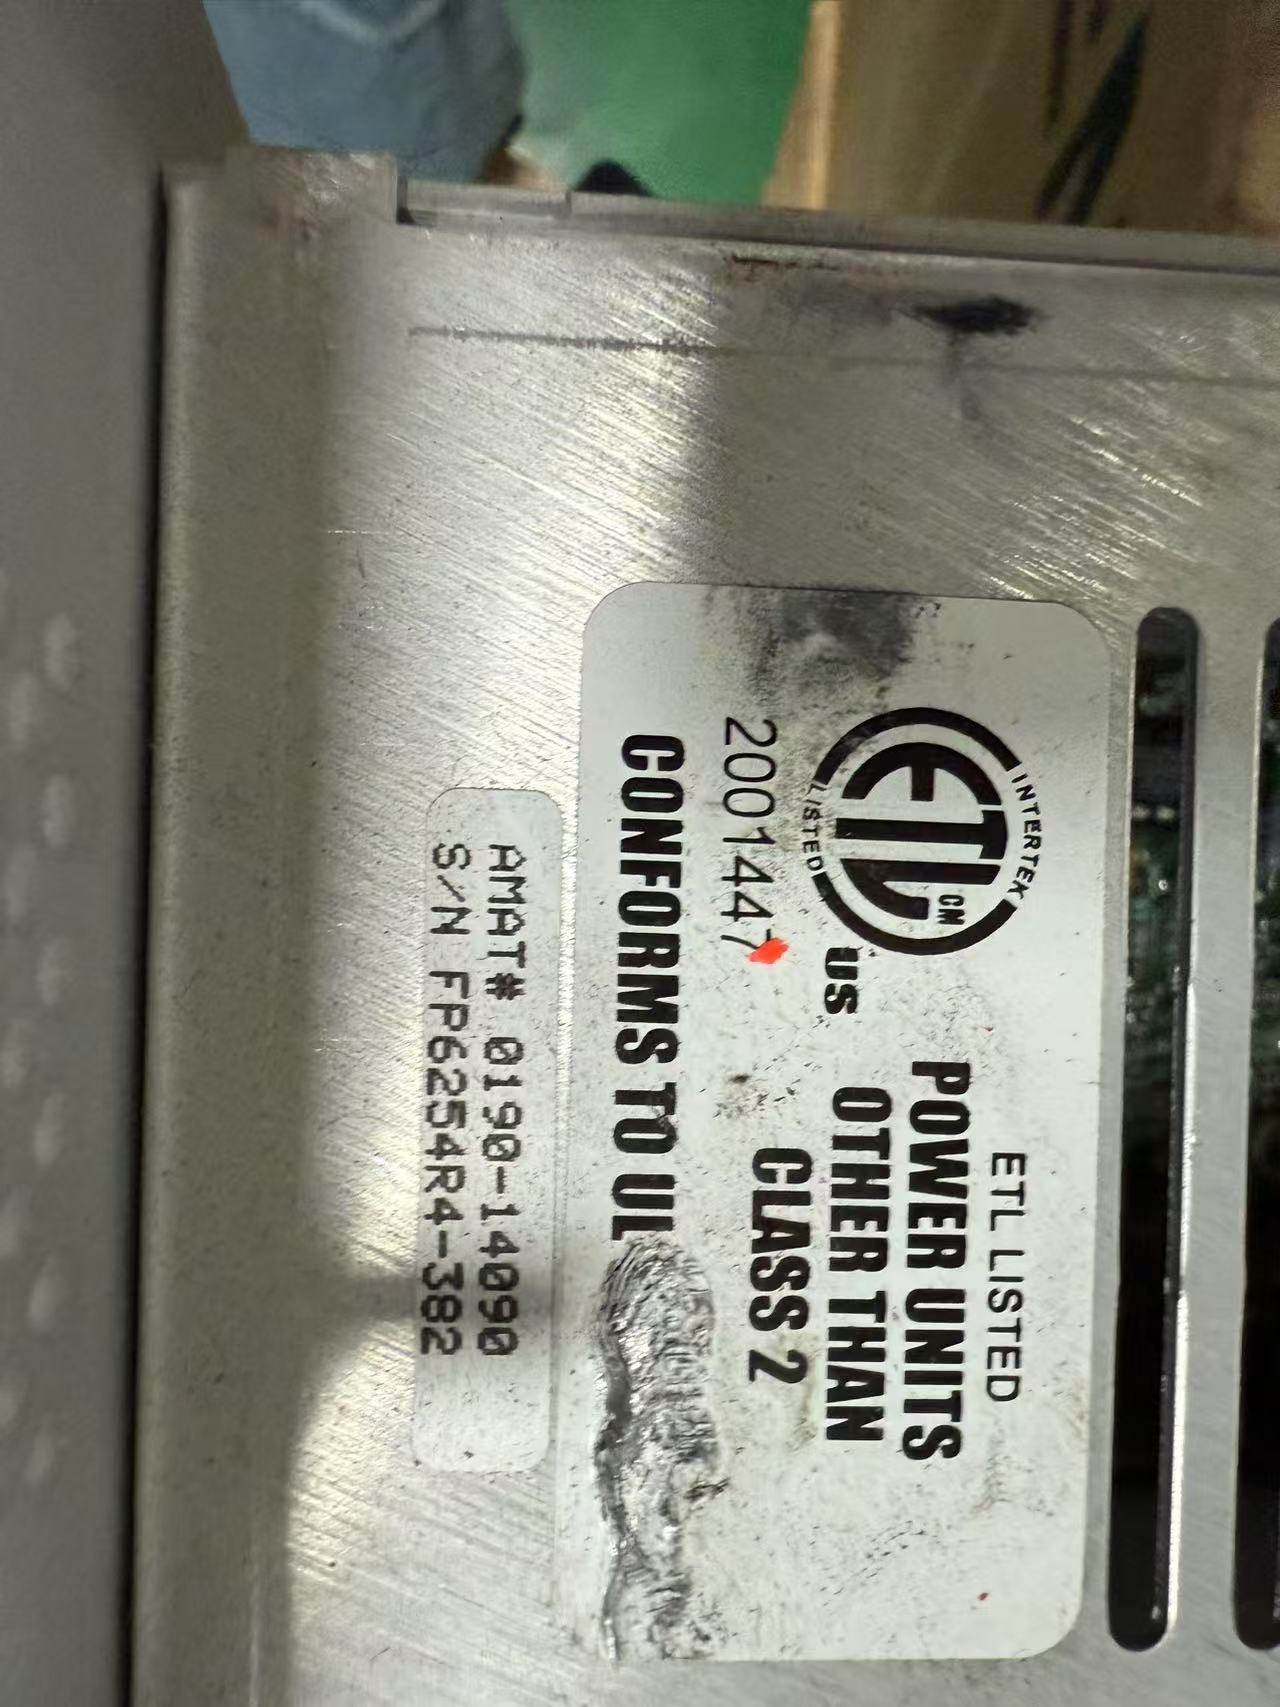 INTERTEK
ETL CM
LISTED
US
2001447
ETL LISTED
POWER UNITS
OTHER THAN
CLASS 2
CONFORMS TO UL
AMAT# 0190-14090
S/N FP6254R4-382